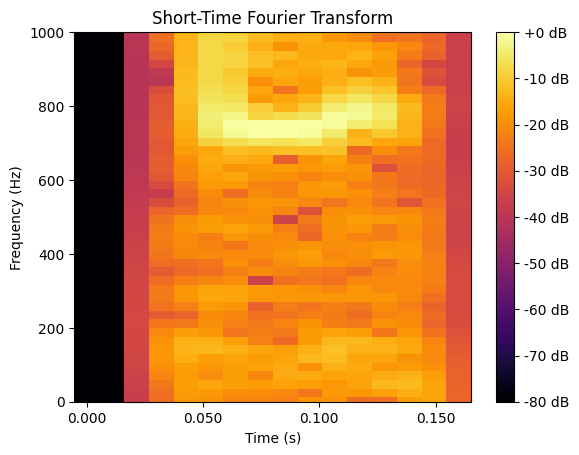 Short-Time Fourier Transform
Frequency (Hz)
1000
800
600
400
200
0
0.000
0.050
0.100
0.150
Time (s)
+0 dB
-10 dB
-20 dB
-30 dB
-40 dB
-50 dB
-60 dB
-70 dB
-80 dB